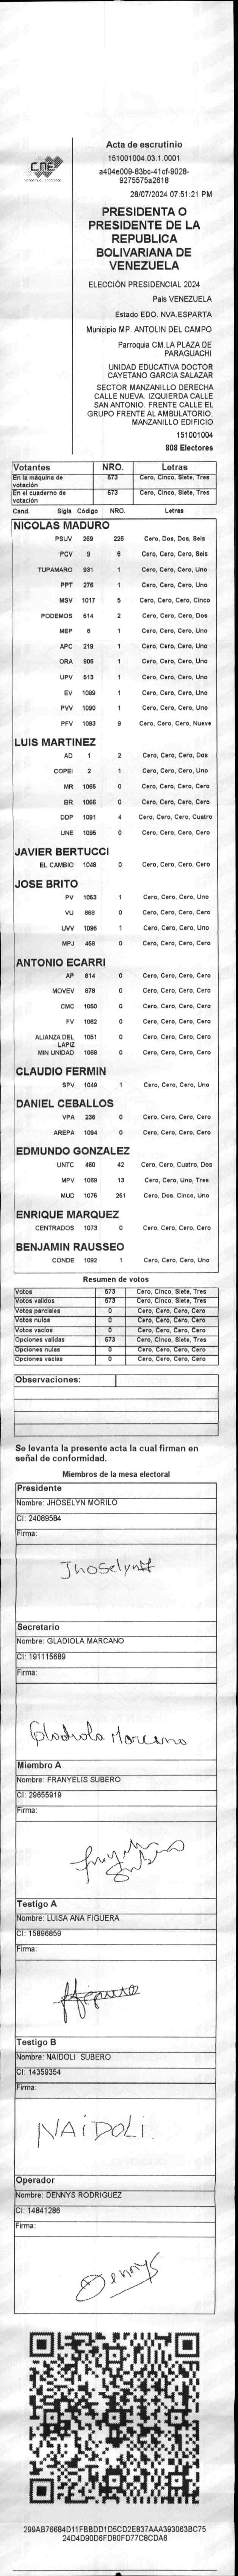 CNE
Acta de escrutinio
151001004.03.1.0001
a404e009-83bc-41cf-9028-
9275575a2618
28/07/2024 07:51:21 PM
PRESIDENTA O
PRESIDENTE DE LA
REPUBLICA
BOLIVARIANA DE
VENEZUELA
ELECCIÓN PRESIDENCIAL 2024
Pais VENEZUELA
Estado EDO. NVA.ESPARTA
Municipio MP. ANTOLIN DEL CAMPO
Parroquia CM.LA PLAZA DE
PARAGUACHI
UNIDAD EDUCATIVA DOCTOR
CAYETANO GARCIA SALAZAR
SECTOR MANZANILLO DERECHA
CALLE NUEVA. IZQUIERDA CALLE
SAN ANTONIO. FRENTE CALLE EL
GRUPO FRENTE AL AMBULATORIO,
MANZANILLO EDIFICIO
151001004
808 Electores
Votantes NRO. Letras
En la máquina de
votación 573 Cero, Cinco, Siete, Tres
En el cuaderno de
votación 573 Cero, Cinco, Siete, Tres
Cand. Sigla Código NRO. Letras
NICOLAS MADURO
PSUV 269 226 Cero, Dos, Dos, Seis
PCV 9 6 Cero, Cero, Cero, Seis
TUPAMARO 931 1 Cero, Cero, Cero, Uno
PPT 276 1 Cero, Cero, Cero, Uno
MSV 1017 5 Cero, Cero, Cero, Cinco
PODEMOS 514 2 Cero, Cero, Cero, Dos
MEP 6 1 Cero, Cero, Cero, Uno
APC 219 1 Cero, Cero, Cero, Uno
ORA 906 1 Cero, Cero, Cero, Uno
UPV 513 1 Cero, Cero, Cero, Uno
EV 1089 1 Cero, Cero, Cero, Uno
PVV 1090 1 Cero, Cero, Cero, Uno
PFV 1093 9 Cero, Cero, Cero, Nueve
LUIS MARTINEZ
AD 1 2 Cero, Cero, Cero, Dos
COPEI 2 1 Cero, Cero, Cero, Uno
MR 1065 0 Cero, Cero, Cero, Cero
BR 1066 0 Cero, Cero, Cero, Cero
DDP 1091 4 Cero, Cero, Cero, Cuatro
UNE 1095 0 Cero, Cero, Cero, Cero
JAVIER BERTUCCI
EL CAMBIO 1048 0 Cero, Cero, Cero, Cero
JOSE BRITO
PV 1053 1 Cero, Cero, Cero, Uno
VU 868 0 Cero, Cero, Cero, Cero
UVV 1096 1 Cero, Cero, Cero, Uno
MPJ 458 0 Cero, Cero, Cero, Cero
ANTONIO ECARRI
AP 814 0 Cero, Cero, Cero, Cero
MOVEV 878 0 Cero, Cero, Cero, Cero
CMC 1050 0 Cero, Cero, Cero, Cero
FV 1062 0 Cero, Cero, Cero, Cero
ALIANZA DEL
LAPIZ 1051 0 Cero, Cero, Cero, Cero
MIN UNIDAD 1068 0 Cero, Cero, Cero, Cero
CLAUDIO FERMIN
SPV 1049 1 Cero, Cero, Cero, Uno
DANIEL CEBALLOS
VPA 236 0 Cero, Cero, Cero, Cero
AREPA 1094 0 Cero, Cero, Cero, Cero
EDMUNDO GONZALEZ
UNTC 460 42 Cero, Cero, Cuatro, Dos
MPV 1069 13 Cero, Cero, Uno, Tres
MUD 1076 251 Cero, Dos, Cinco, Uno
ENRIQUE MARQUEZ
CENTRADOS 1073 0 Cero, Cero, Cero, Cero
BENJAMIN RAUSSEO
CONDE 1092 1 Cero, Cero, Cero, Uno
Resumen de votos
Votos 573 Cero, Cinco, Siete, Tres
Votos validos 573 Cero, Cinco, Siete, Tres
Votos parciales 0 Cero, Cero, Cero, Cero
Votos nulos 0 Cero, Cero, Cero, Cero
Votos vacíos 0 Cero, Cero, Cero, Cero
Opciones validas 573 Cero, Cinco, Siete, Tres
Opciones nulas 0 Cero, Cero, Cero, Cero
Opciones vacias 0 Cero, Cero, Cero, Cero
Observaciones:
Se levanta la presente acta la cual firman en
señal de conformidad.
Miembros de la mesa electoral
Presidente
Nombre: JHOSELYN MORILO
CI: 24089584
Firma:
Jhoselyn
Secretario
Nombre: GLADIOLA MARCANO
CI: 191115689
Firma:
Gladiola Marcano
Miembro A
Nombre: FRANYELIS SUBERO
CI: 29655919
Firma:
Testigo A
Nombre: LUISA ANA FIGUERA
CI: 15896859
Firma:
Testigo B
Nombre: NAIDOLI SUBERO
CI: 14359354
Firma:
NAiDOLi.
Operador
Nombre: DENNYS RODRIGUEZ
CI: 14841286
Firma:
Dennys
299AB76684D11FBBDD1D5CD2E837AAA393063BC75
24D4D90D6FD80FD77C8CDA6